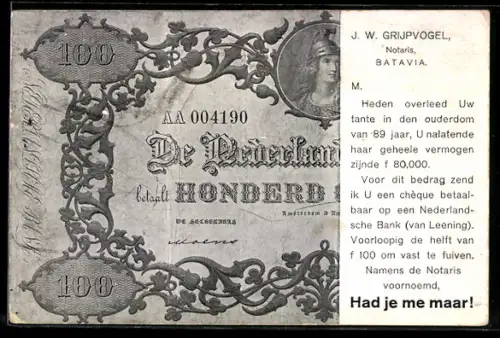 100
AA 004190
De Nederland
betaalt HONDERD
DE SECRETARIS
Amsterdam
100
J. W. GRIJPVOGEL,
Notaris,
BATAVIA.
M.
Heden overleed Uw
tante in den ouderdom
van ·89 jaar, U nalatende
haar geheele vermogen
zijnde f 80,000.
Voor dit bedrag zend
ik U een chèque betaal-
baar op een Nederland-
sche Bank (van Leening).
Voorloopig de helft van
f 100 om vast te fuiven.
Namens de Notaris
voornoemd,
Had je me maar!